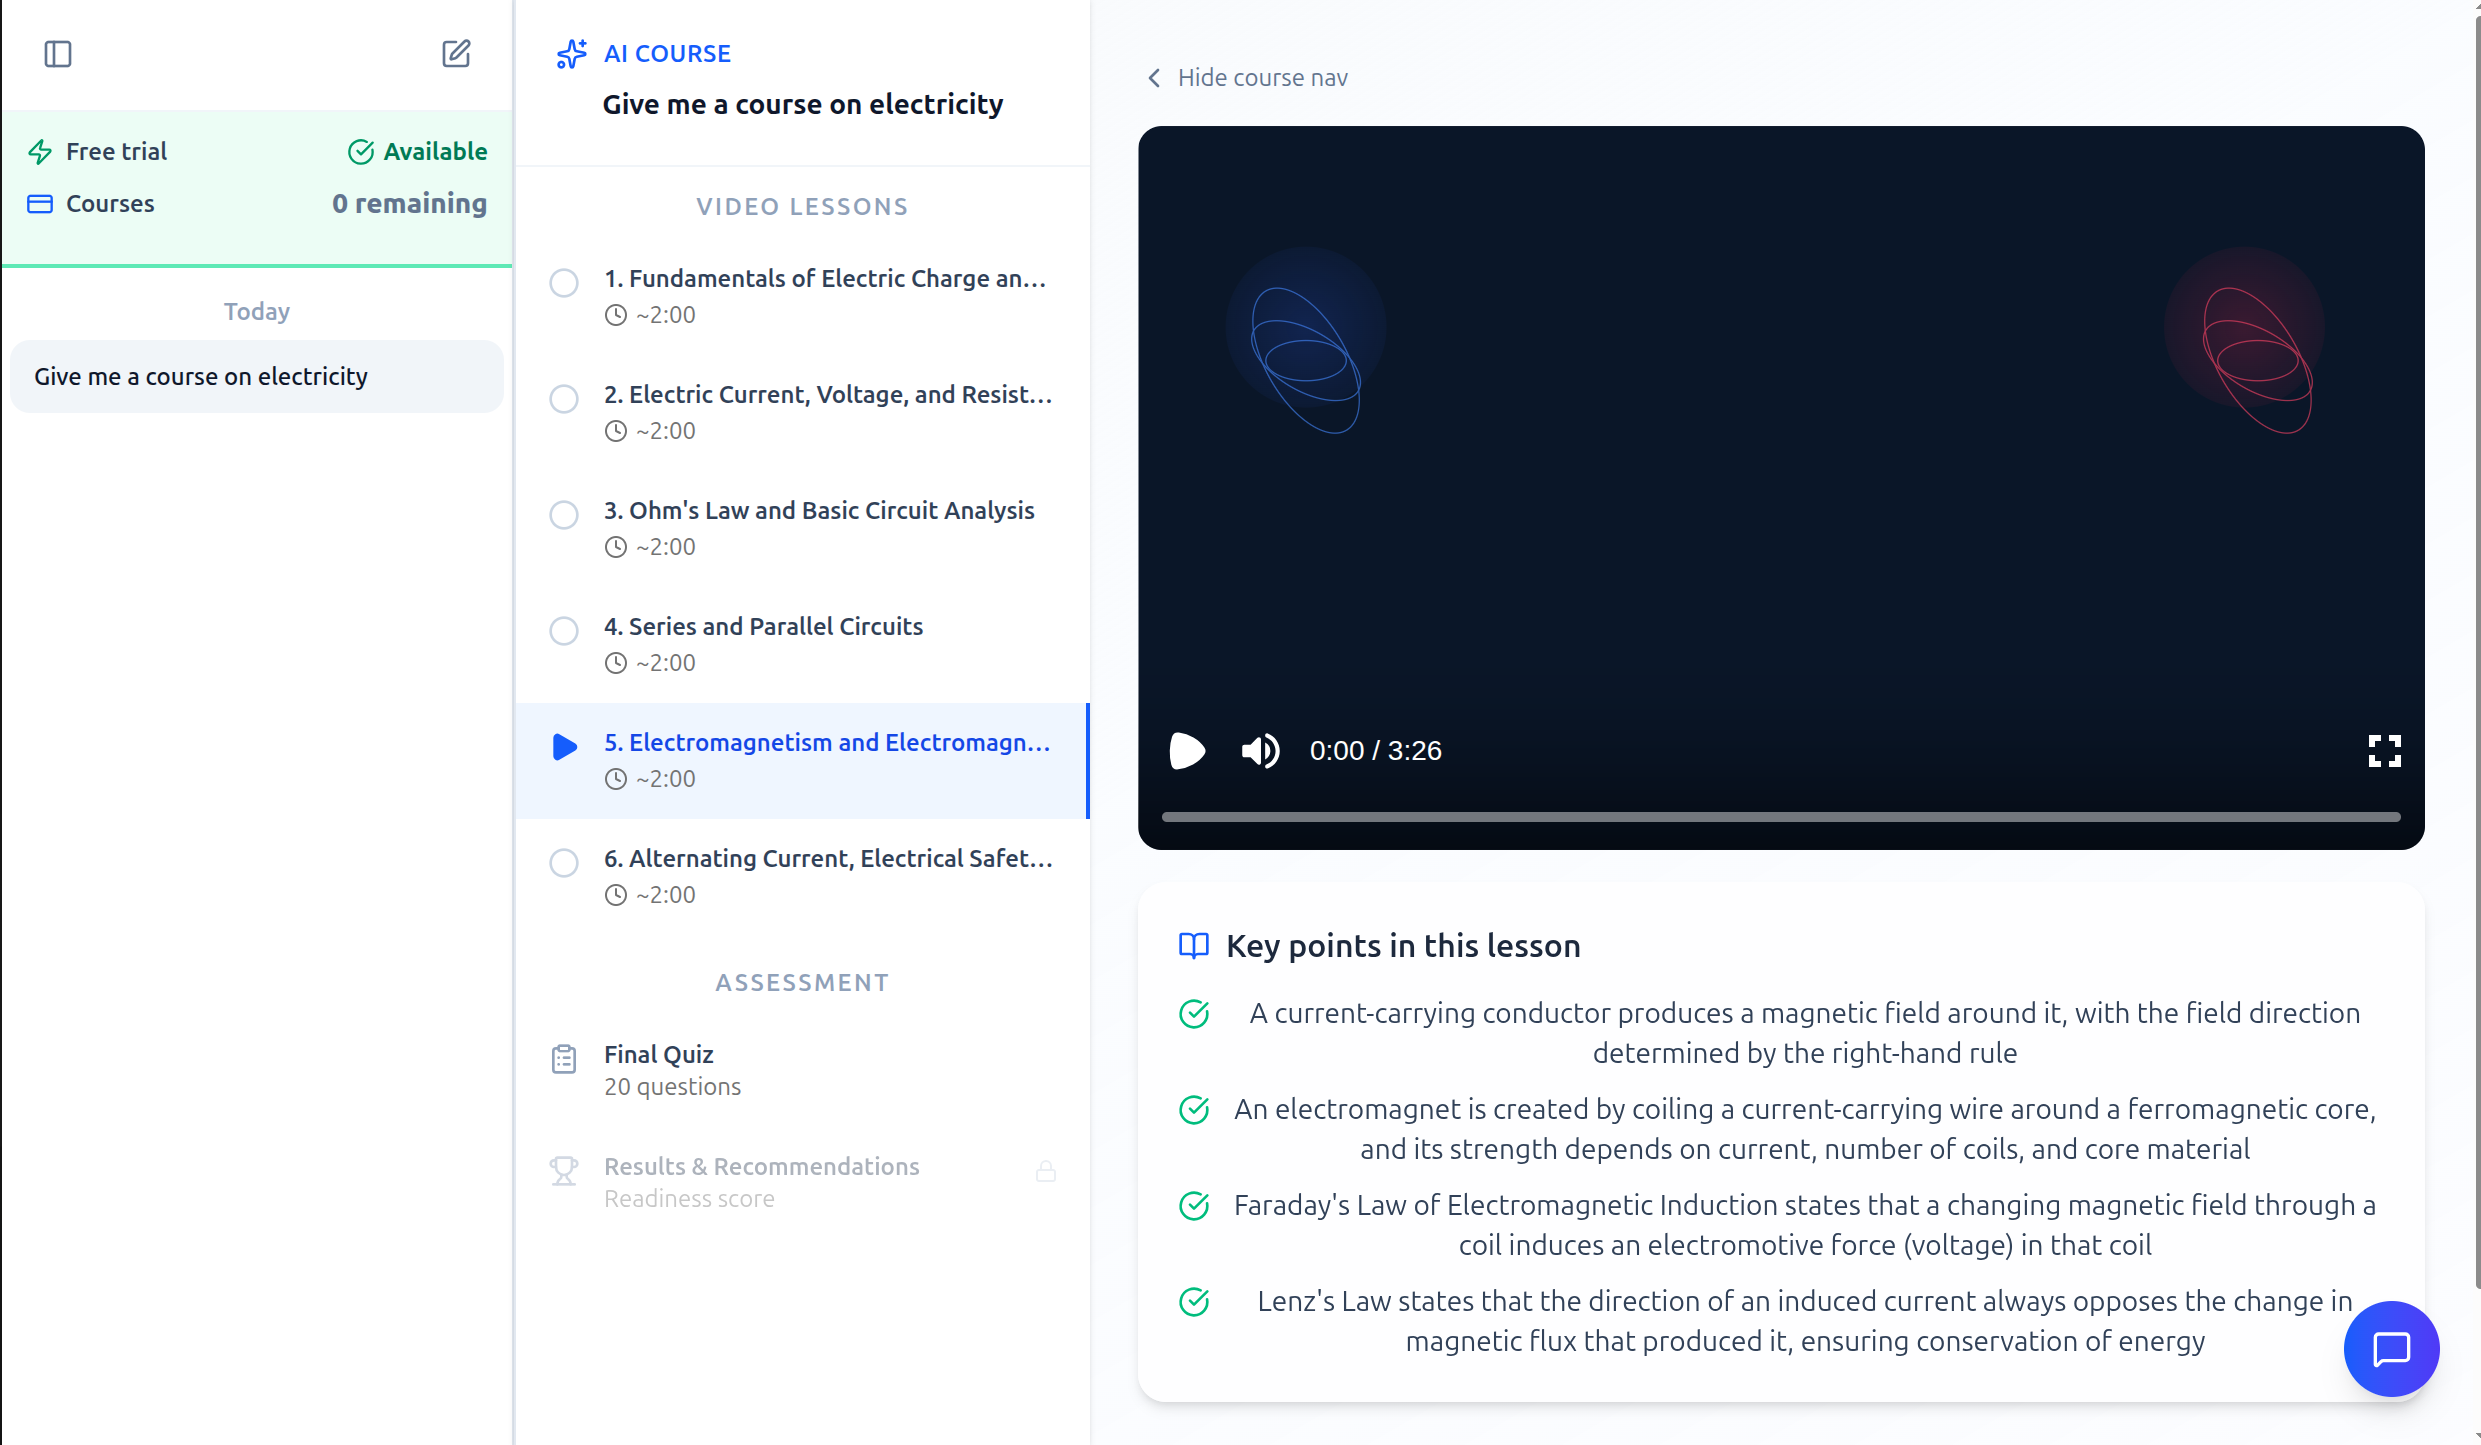 Free trial
Available
Courses
0 remaining
Today
Give me a course on electricity
AI COURSE
Give me a course on electricity
VIDEO LESSONS
1. Fundamentals of Electric Charge an...
~2:00
2. Electric Current, Voltage, and Resist...
~2:00
3. Ohm's Law and Basic Circuit Analysis
~2:00
4. Series and Parallel Circuits
~2:00
5. Electromagnetism and Electromagn...
~2:00
6. Alternating Current, Electrical Safet...
~2:00
ASSESSMENT
Final Quiz
20 questions
Results & Recommendations
Readiness score
Hide course nav
0:00 / 3:26
Key points in this lesson
A current-carrying conductor produces a magnetic field around it, with the field direction
determined by the right-hand rule
An electromagnet is created by coiling a current-carrying wire around a ferromagnetic core,
and its strength depends on current, number of coils, and core material
Faraday's Law of Electromagnetic Induction states that a changing magnetic field through a
coil induces an electromotive force (voltage) in that coil
Lenz's Law states that the direction of an induced current always opposes the change in
magnetic flux that produced it, ensuring conservation of energy